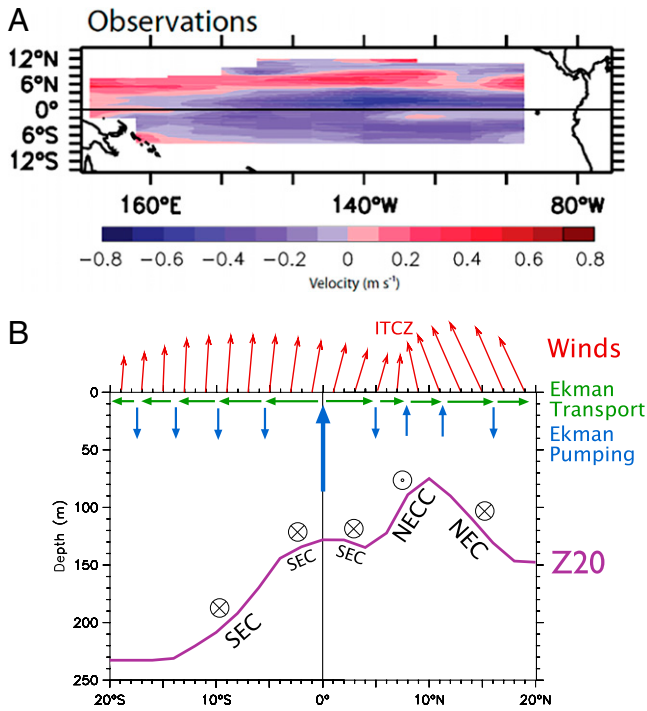 A
Observations
12°N
6°N
0°
6°S
12°S
160°E
140°W
80°W
−0.8
−0.6
−0.4
−0.2
0
0.2
0.4
0.6
0.8
Velocity (m s⁻¹)
B
ITCZ
Winds
Ekman
Transport
Ekman
Pumping
0
50
100
150
200
250
Depth (m)
SEC
SEC
SEC
NECC
NEC
Z20
20°S
10°S
0°
10°N
20°N